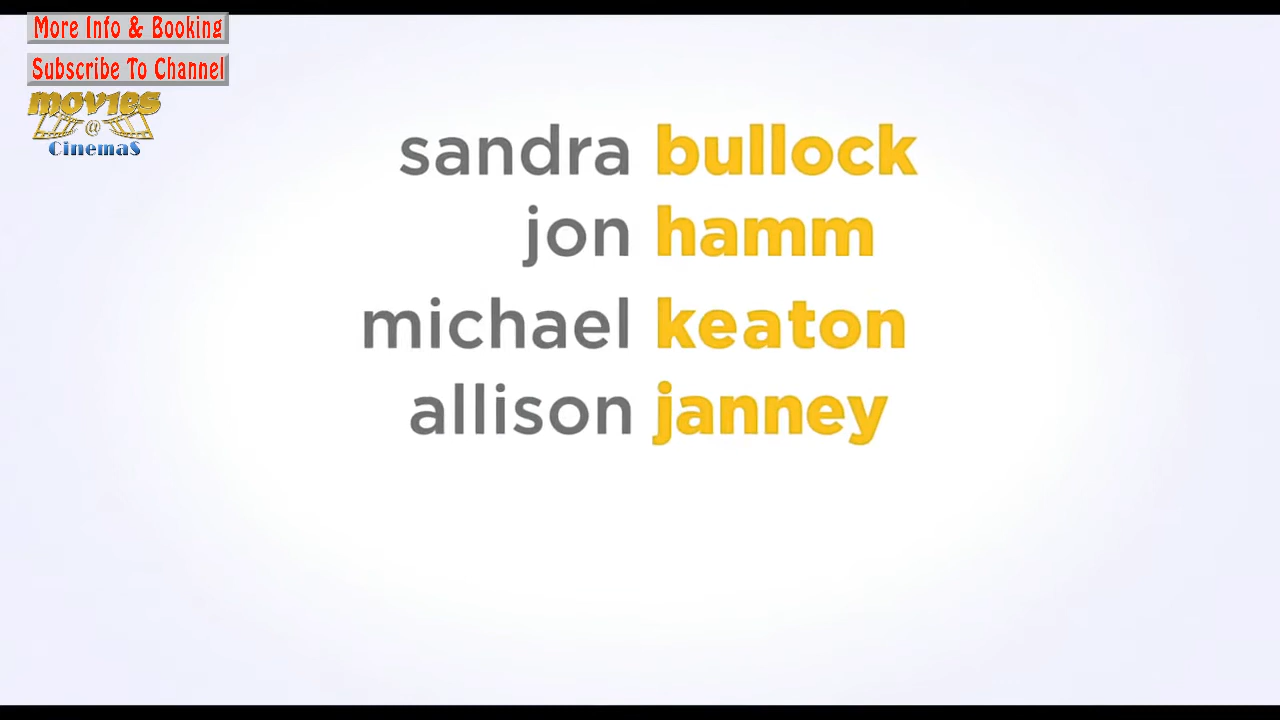 More Info & Booking
Subscribe To Channel
MOVIES
@
CinemaS
sandra bullock
jon hamm
michael keaton
allison janney